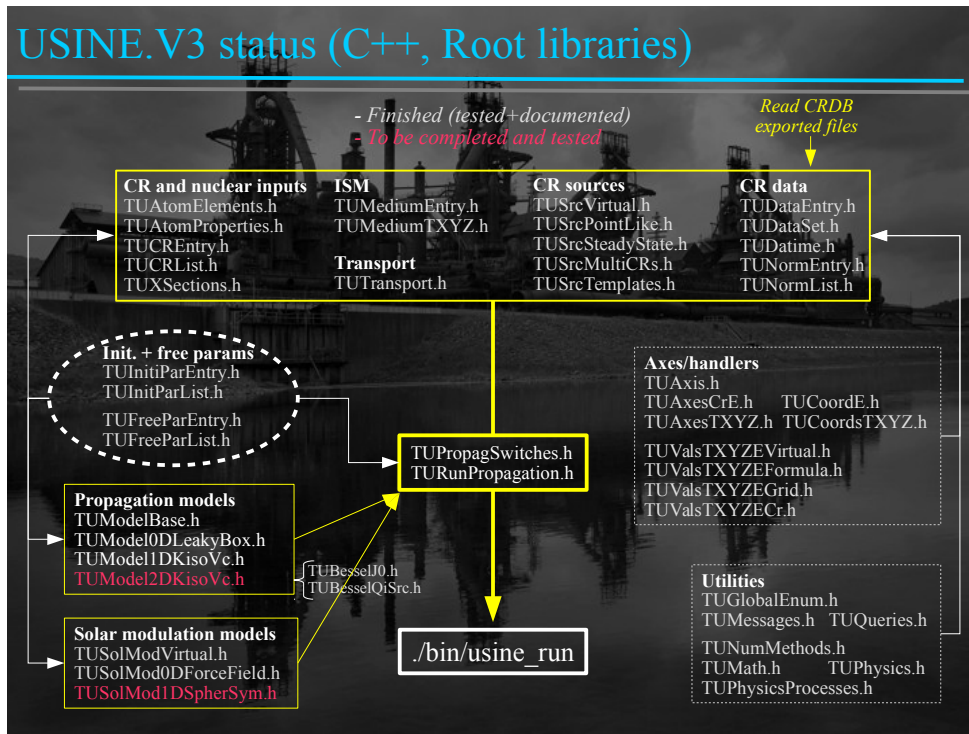 USINE.V3 status (C++, Root libraries)
- Finished (tested+documented)
- To be completed and tested
Read CRDB
exported files
CR and nuclear inputs
TUAtomElements.h
TUAtomProperties.h
TUCREntry.h
TUCRList.h
TUXSections.h
ISM
TUMediumEntry.h
TUMediumTXYZ.h
Transport
TUTransport.h
CR sources
TUSrcVirtual.h
TUSrcPointLike.h
TUSrcSteadyState.h
TUSrcMultiCRs.h
TUSrcTemplates.h
CR data
TUDataEntry.h
TUDataSet.h
TUDatime.h
TUNormEntry.h
TUNormList.h
Init. + free params
TUInitiParEntry.h
TUInitParList.h
TUFreeParEntry.h
TUFreeParList.h
Axes/handlers
TUAxis.h
TUAxesCrE.h TUCoordE.h
TUAxesTXYZ.h TUCoordsTXYZ.h
TUValsTXYZEVirtual.h
TUValsTXYZEFormula.h
TUValsTXYZEGrid.h
TUValsTXYZECr.h
TUPropagSwitches.h
TURunPropagation.h
Propagation models
TUModelBase.h
TUModel0DLeakyBox.h
TUModel1DKisoVc.h
TUModel2DKisoVc.h
TUBesselJ0.h
TUBesselQiSrc.h
Utilities
TUGlobalEnum.h
TUMessages.h TUQueries.h
TUNumMethods.h
TUMath.h TUPhysics.h
TUPhysicsProcesses.h
Solar modulation models
TUSolModVirtual.h
TUSolMod0DForceField.h
TUSolMod1DSpherSym.h
./bin/usine_run